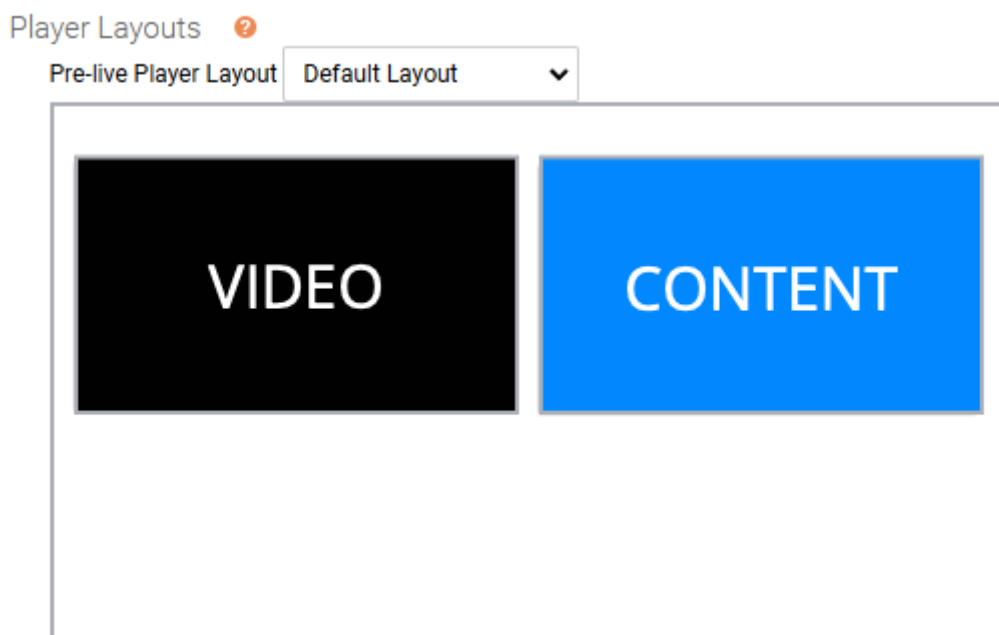 Player Layouts ?
Pre-live Player Layout Default Layout
VIDEO CONTENT